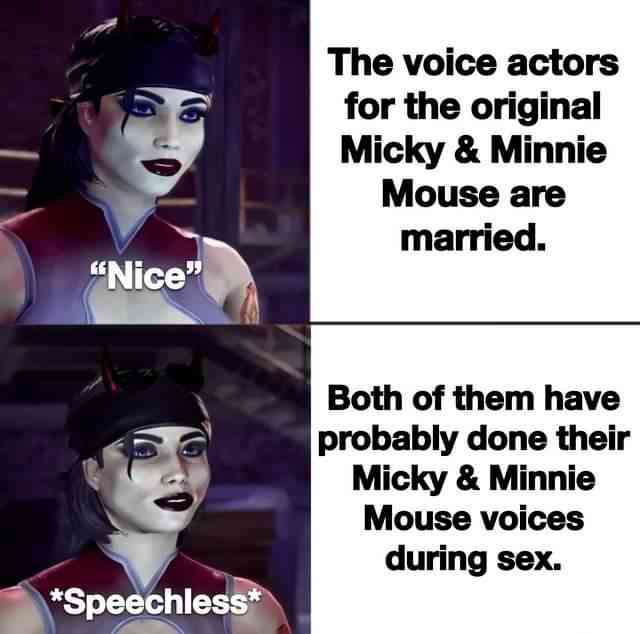 The voice actors
for the original
Micky & Minnie
Mouse are
married.
“Nice”
Both of them have
probably done their
Micky & Minnie
Mouse voices
during sex.
*Speechless*